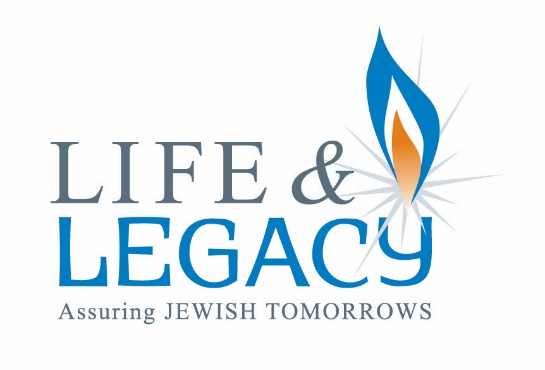 LIFE &
LEGACY
Assuring JEWISH TOMORROWS